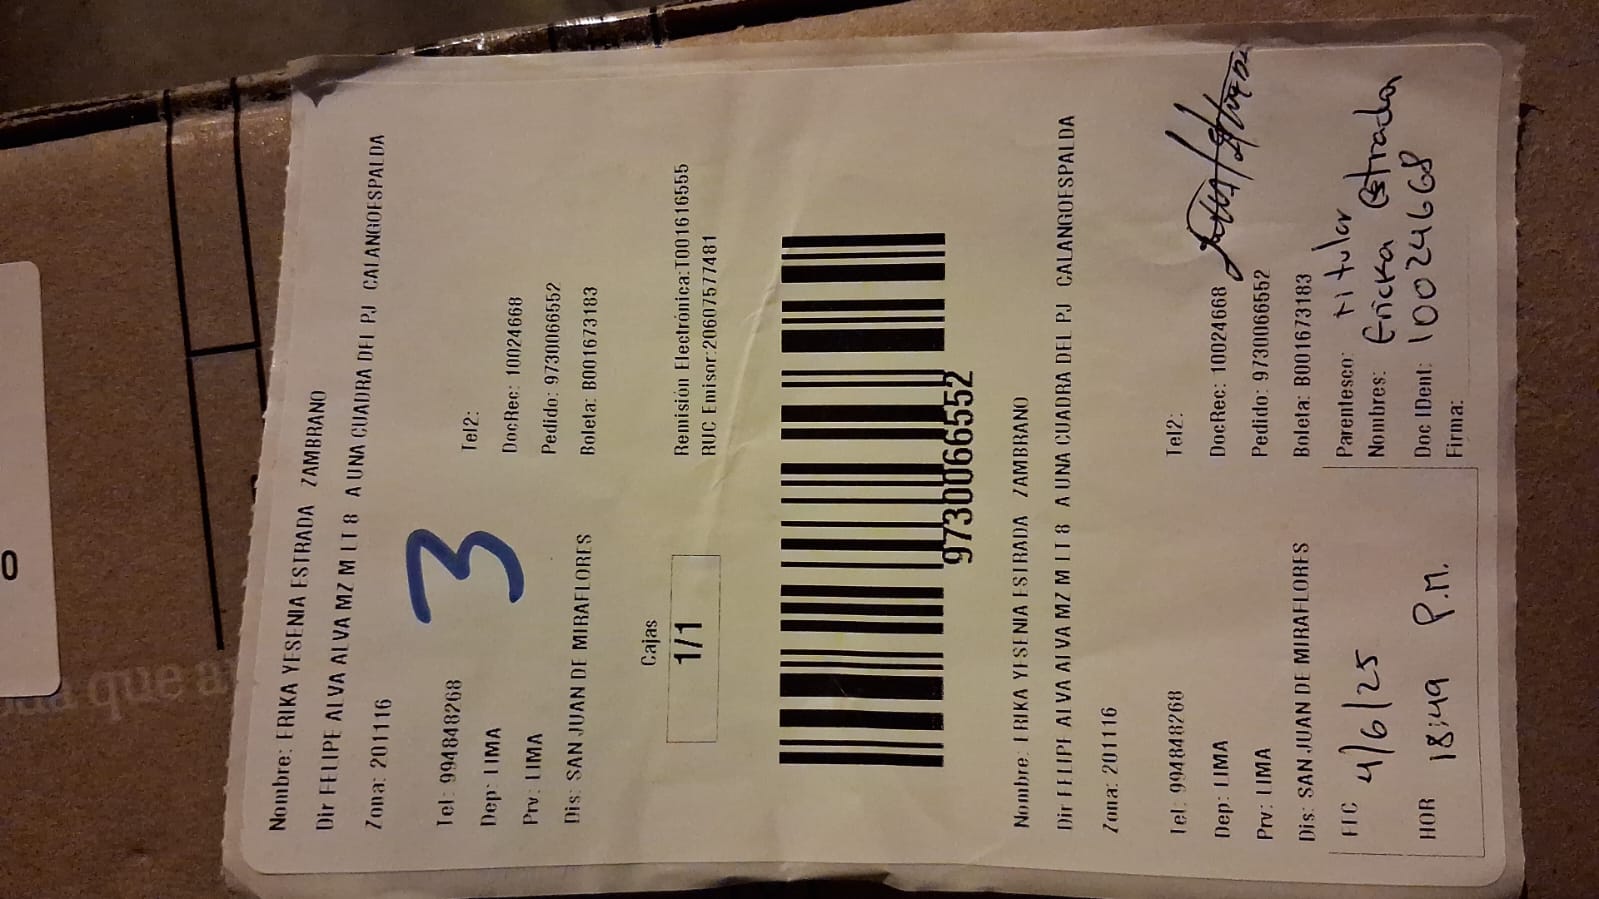 O
que a
Nombre: ERIKA YESENIA ESTRADA ZAMBRANO
Dir FELIPE ALVA ALVA MZ M LT 8 A UNA CUADRA DEL PJ CALANGOESPALDA
Zona: 201116
3
Tel: 994848268 Tel2:
Dep: LIMA DocRec: 10024668
Prv: LIMA Pedido: 9730066552
Dis: SAN JUAN DE MIRAFLORES Boleta: B001673183
Cajas
1/1
Remisión Electrónica:T001616555
RUC Emisor:20607577481
9730066552
Nombre: ERIKA YESENIA ESTRADA ZAMBRANO
Dir FELIPE ALVA ALVA MZ M LT 8 A UNA CUADRA DEL PJ CALANGOESPALDA
Zona: 201116
Tel: 994848268 Tel2:
Dep: LIMA DocRec: 10024668
Prv: LIMA Pedido: 9730066552
Dis: SAN JUAN DE MIRAFLORES Boleta: B001673183
FEC 4/6/25
HOR 18:49 P.M.
Parentesco: titular
Nombres: Ericka Estrada
Doc IDent: 10024668
Firma: